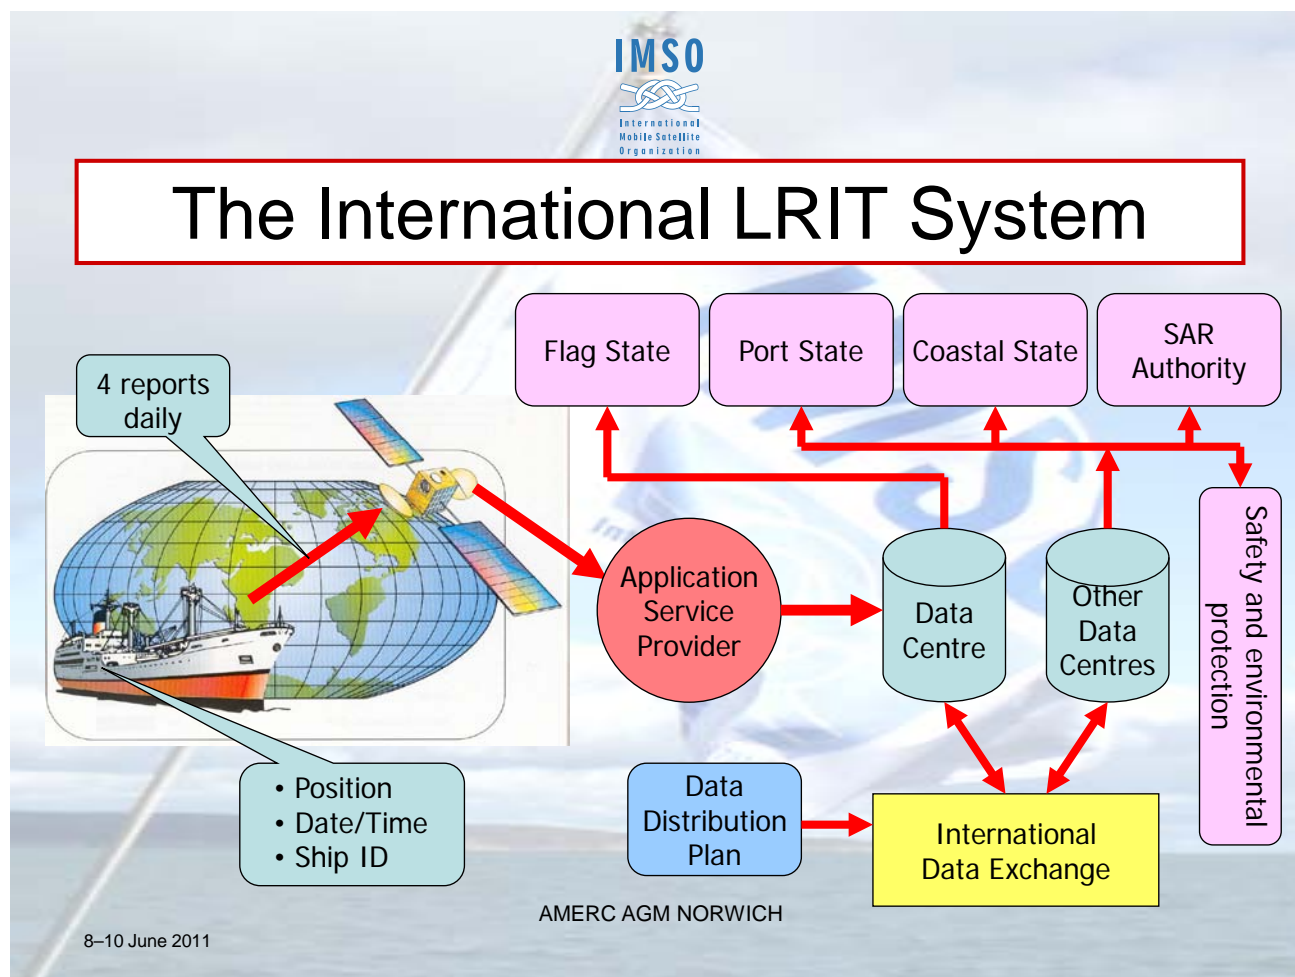 IMSO
International
Mobile Satellite
Organization
The International LRIT System
Flag State
Port State
Coastal State
SAR
Authority
4 reports
daily
Application
Service
Provider
Data
Centre
Other
Data
Centres
Safety and environmental
protection
• Position
• Date/Time
• Ship ID
Data
Distribution
Plan
International
Data Exchange
AMERC AGM NORWICH
8–10 June 2011